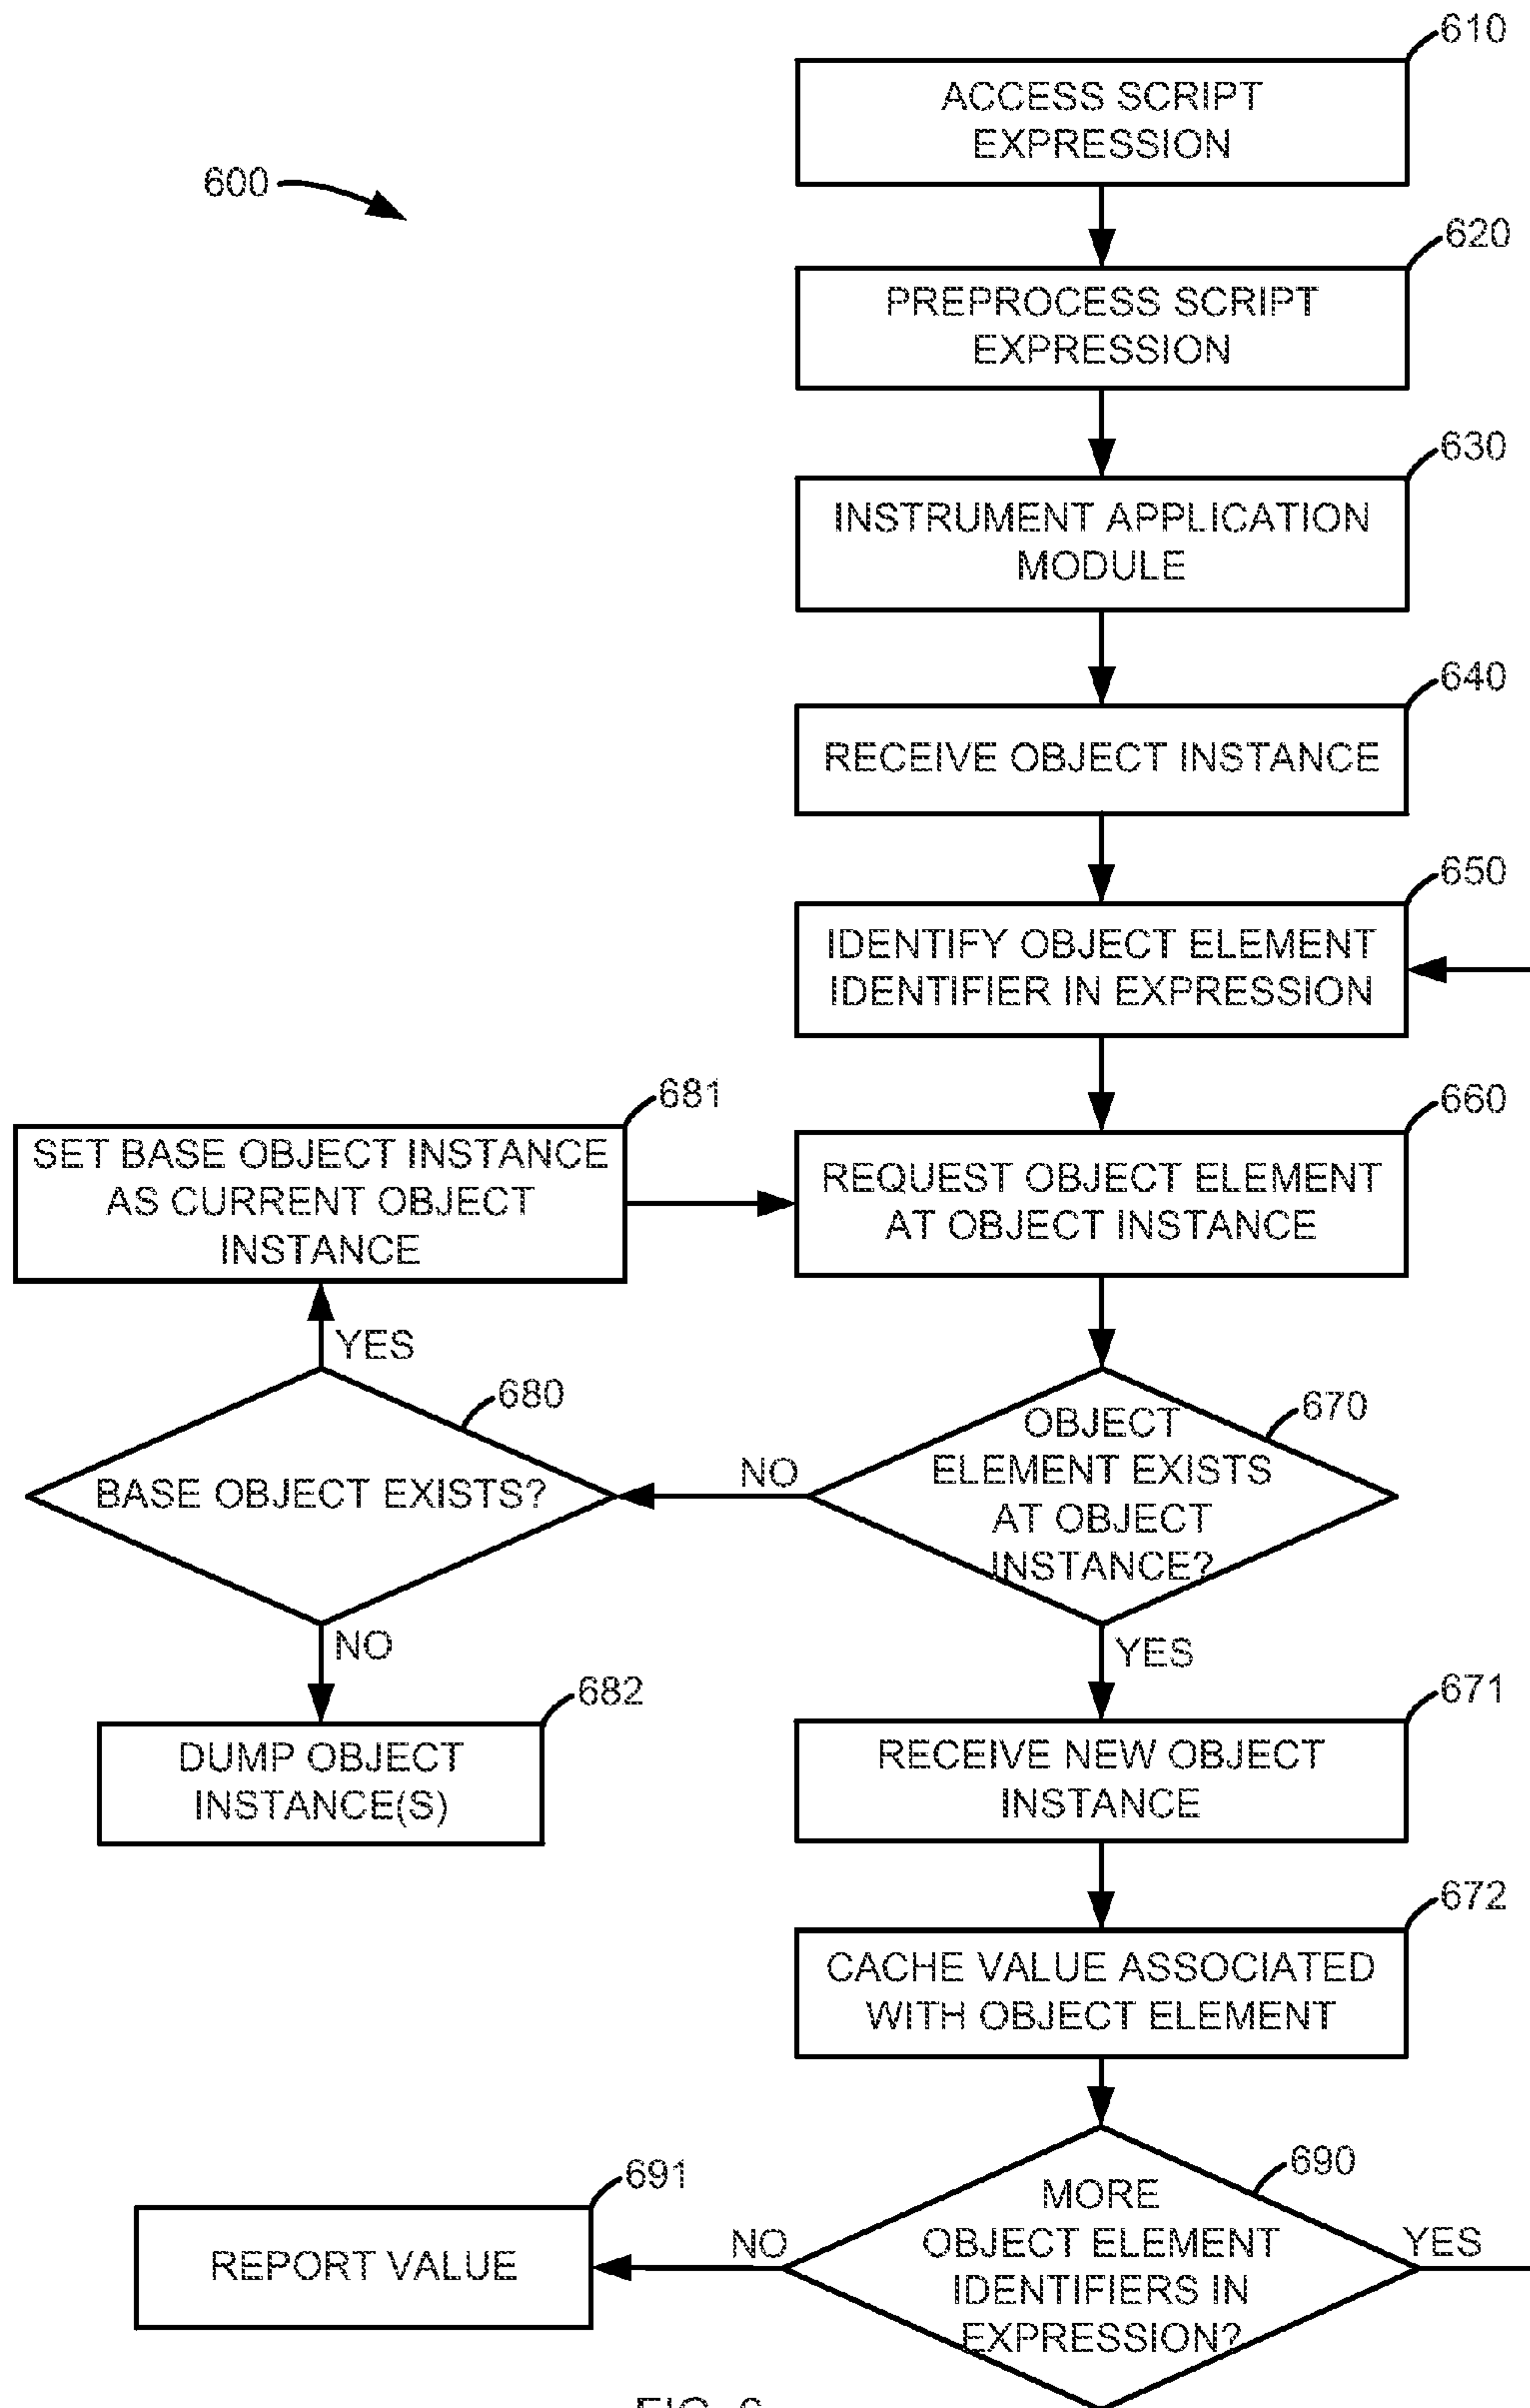 610
ACCESS SCRIPT
EXPRESSION
600
620
PREPROCESS SCRIPT
EXPRESSION
630
INSTRUMENT APPLICATION
MODULE
640
RECEIVE OBJECT INSTANCE
650
IDENTIFY OBJECT ELEMENT
IDENTIFIER IN EXPRESSION
681
SET BASE OBJECT INSTANCE
AS CURRENT OBJECT
INSTANCE
660
REQUEST OBJECT ELEMENT
AT OBJECT INSTANCE
YES
680
BASE OBJECT EXISTS?
NO
670
OBJECT
ELEMENT EXISTS
AT OBJECT
INSTANCE?
NO
YES
682
DUMP OBJECT
INSTANCE(S)
671
RECEIVE NEW OBJECT
INSTANCE
672
CACHE VALUE ASSOCIATED
WITH OBJECT ELEMENT
690
MORE
OBJECT ELEMENT
IDENTIFIERS IN
EXPRESSION?
691
REPORT VALUE
NO
YES